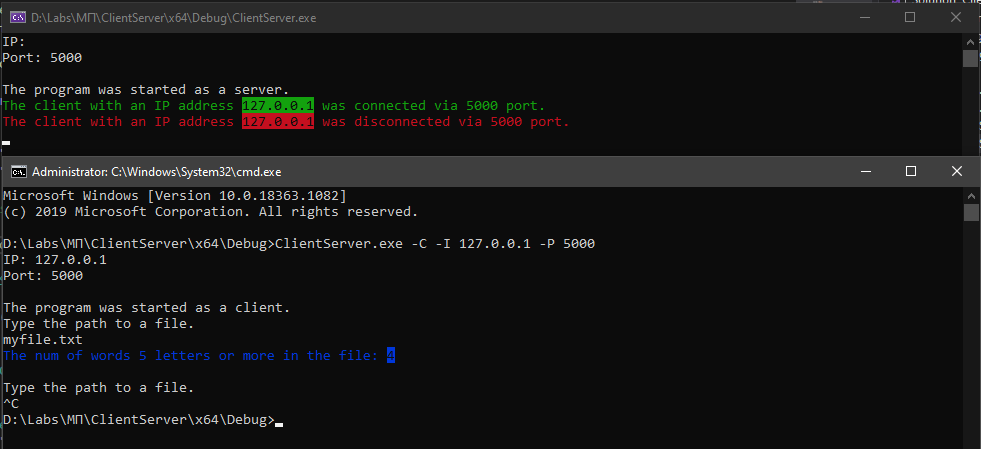 D:\Labs\МП\ClientServer\x64\Debug\ClientServer.exe
IP:
Port: 5000
The program was started as a server.
The client with an IP address 127.0.0.1 was connected via 5000 port.
The client with an IP address 127.0.0.1 was disconnected via 5000 port.
Administrator: C:\Windows\System32\cmd.exe
Microsoft Windows [Version 10.0.18363.1082]
(c) 2019 Microsoft Corporation. All rights reserved.
D:\Labs\МП\ClientServer\x64\Debug>ClientServer.exe -C -I 127.0.0.1 -P 5000
IP: 127.0.0.1
Port: 5000
The program was started as a client.
Type the path to a file.
myfile.txt
The num of words 5 letters or more in the file: 4
Type the path to a file.
^C
D:\Labs\МП\ClientServer\x64\Debug>